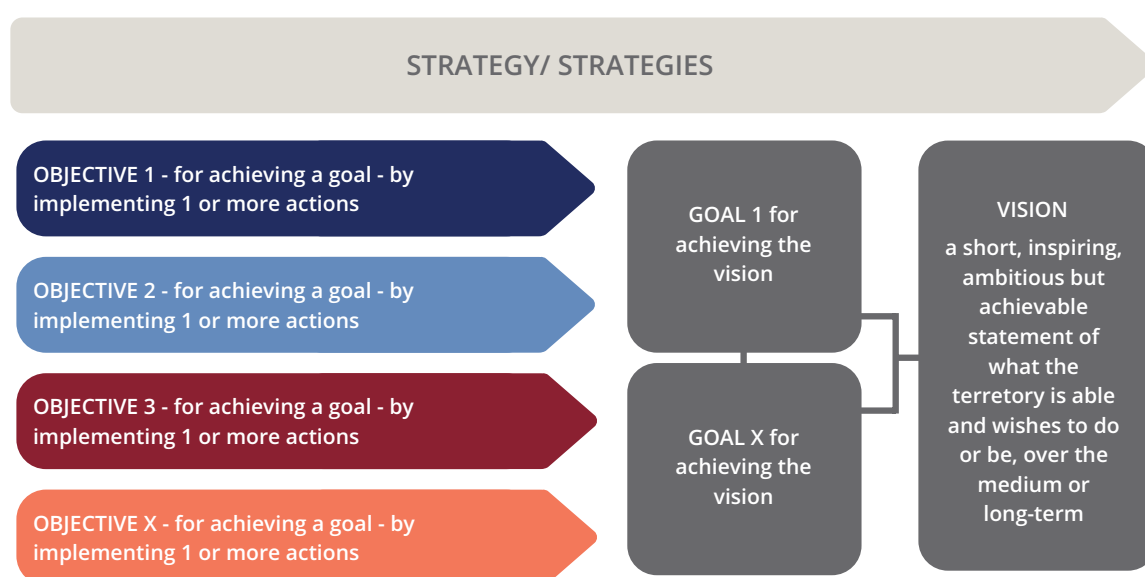 STRATEGY/ STRATEGIES
OBJECTIVE 1 - for achieving a goal - by
implementing 1 or more actions
OBJECTIVE 2 - for achieving a goal - by
implementing 1 or more actions
OBJECTIVE 3 - for achieving a goal - by
implementing 1 or more actions
OBJECTIVE X - for achieving a goal - by
implementing 1 or more actions
GOAL 1 for
achieving the
vision
GOAL X for
achieving the
vision
VISION
a short, inspiring,
ambitious but
achievable
statement of
what the
terretory is able
and wishes to do
or be, over the
medium or
long-term